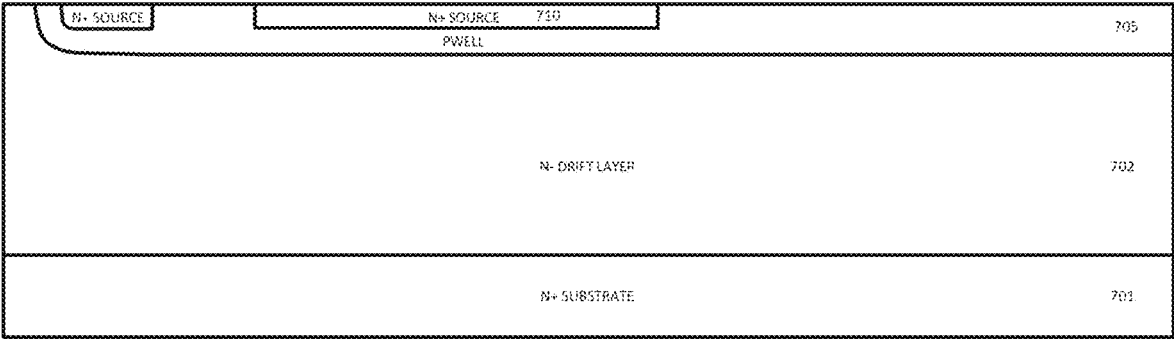 N+ SOURCE
N+ SOURCE 710
705
PWELL
N- DRIFT LAYER 702
N+ SUBSTRATE 701